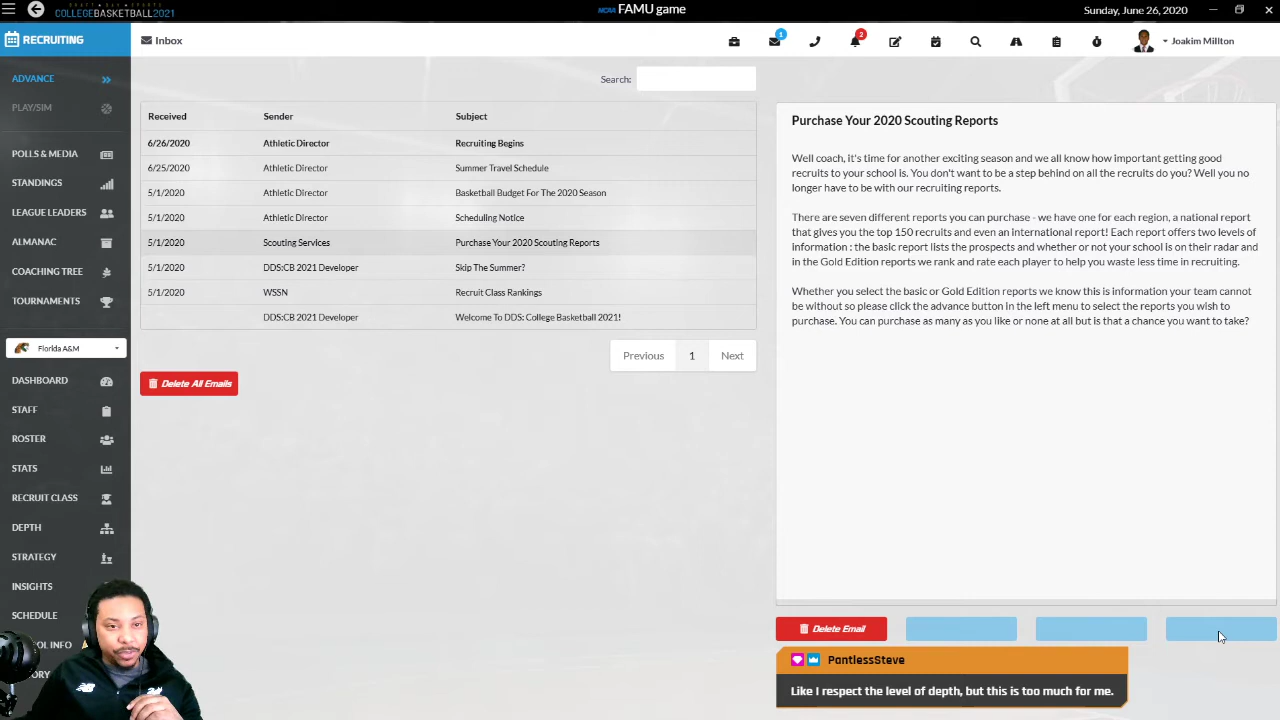 DRAFT DAY SPORTS
COLLEGEBASKETBALL2021
NCAA FAMU game
Sunday, June 26, 2020
RECRUITING
Inbox
1
2
Joakim Millton
ADVANCE
PLAY/SIM
POLLS & MEDIA
STANDINGS
LEAGUE LEADERS
ALMANAC
COACHING TREE
TOURNAMENTS
Florida A&M
DASHBOARD
STAFF
ROSTER
STATS
RECRUIT CLASS
DEPTH
STRATEGY
INSIGHTS
SCHEDULE
OL INFO
ORY
Search:
Received Sender Subject
6/26/2020 Athletic Director Recruiting Begins
6/25/2020 Athletic Director Summer Travel Schedule
5/1/2020 Athletic Director Basketball Budget For The 2020 Season
5/1/2020 Athletic Director Scheduling Notice
5/1/2020 Scouting Services Purchase Your 2020 Scouting Reports
5/1/2020 DDS:CB 2021 Developer Skip The Summer?
5/1/2020 WSSN Recruit Class Rankings
DDS:CB 2021 Developer Welcome To DDS: College Basketball 2021!
Previous 1 Next
Delete All Emails
Purchase Your 2020 Scouting Reports
Well coach, it's time for another exciting season and we all know how important getting good
recruits to your school is. You don't want to be a step behind on all the recruits do you? Well you no
longer have to be with our recruiting reports.
There are seven different reports you can purchase - we have one for each region, a national report
that gives you the top 150 recruits and even an international report! Each report offers two levels of
information : the basic report lists the prospects and whether or not your school is on their radar and
in the Gold Edition reports we rank and rate each player to help you waste less time in recruiting.
Whether you select the basic or Gold Edition reports we know this is information your team cannot
be without so please click the advance button in the left menu to select the reports you wish to
purchase. You can purchase as many as you like or none at all but is that a chance you want to take?
Delete Email
PantlessSteve
Like I respect the level of depth, but this is too much for me.